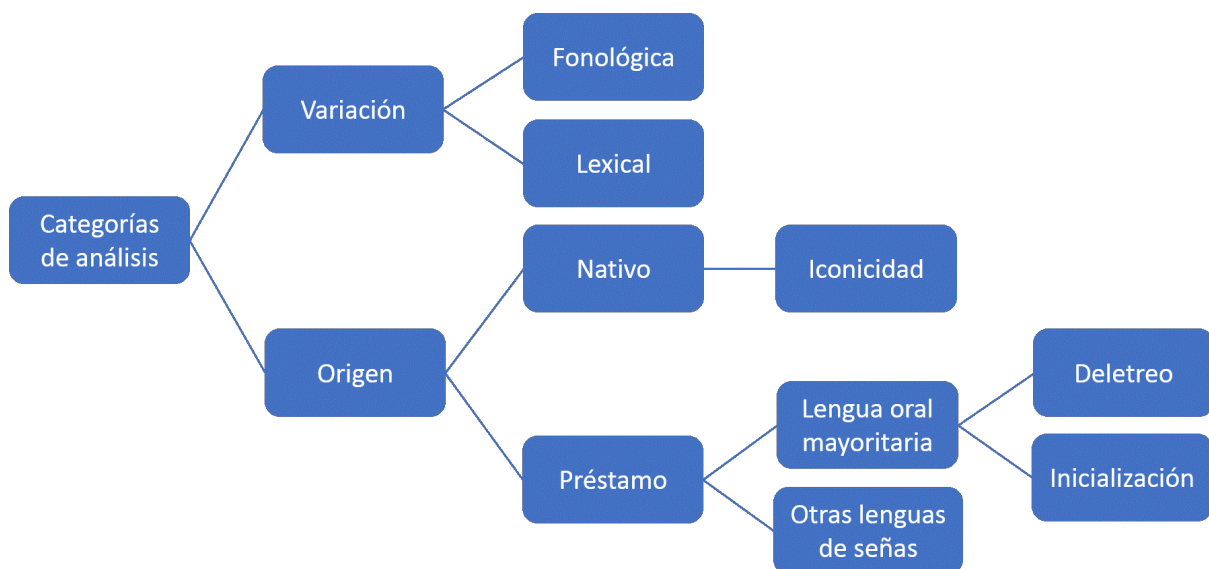 Categorías
de análisis
Variación
Fonológica
Lexical
Origen
Nativo
Iconicidad
Préstamo
Lengua oral
mayoritaria
Deletreo
Inicialización
Otras lenguas
de señas